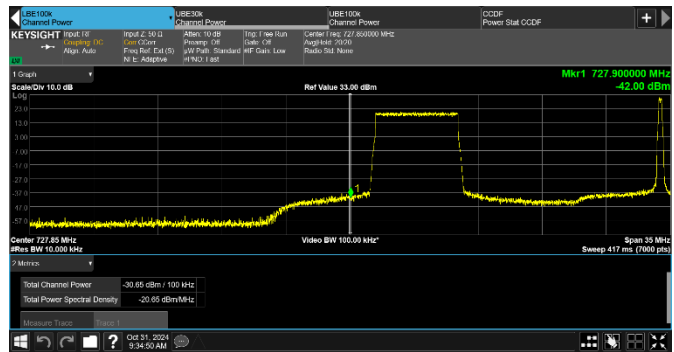 LBE100k
Channel Power
UBE30k
Channel Power
UBE100k
Channel Power
CCDF
Power Stat CCDF
KEYSIGHT
Input: RF
Coupling: DC
Align: Auto
Input Z: 50 Ω
Corr CCorr
Freq Ref: Ext (S)
NFE: Adaptive
Atten: 10 dB
Preamp: Off
µW Path: Standard
#PNO: Fast
Trig: Free Run
Gate: Off
#IF Gain: Low
Center Freq: 727.850000 MHz
Avg|Hold: 20/20
Radio Std: None
1 Graph
Mkr1 727.900000 MHz
Scale/Div 10.0 dB
Ref Value 33.00 dBm
-42.00 dBm
Log
23.0
13.0
3.00
-7.00
-17.0
-27.0
-37.0
-47.0
-57.0
1
Center 727.85 MHz
Video BW 100.00 kHz*
Span 35 MHz
#Res BW 10.000 kHz
Sweep 417 ms (7000 pts)
2 Metrics
Total Channel Power
-30.65 dBm / 100 kHz
Total Power Spectral Density
-20.65 dBm/MHz
Measure Trace
Trace 1
?
Oct 31, 2024
9:34:50 AM